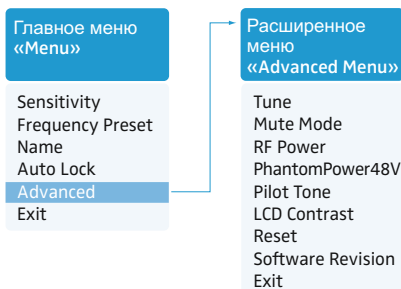 Главное меню
«Menu»
Sensitivity
Frequency Preset
Name
Auto Lock
Advanced
Exit
Расширенное
меню
«Advanced Menu»
Tune
Mute Mode
RF Power
PhantomPower48V
Pilot Tone
LCD Contrast
Reset
Software Revision
Exit